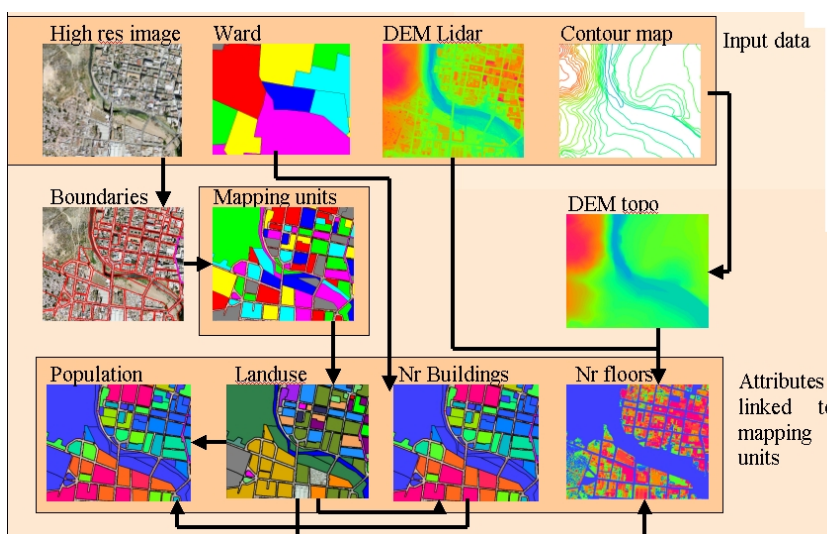 High res image
Ward
DEM Lidar
Contour map
Input data
Boundaries
Mapping units
DEM topo
Population
Landuse
Nr Buildings
Nr floors
Attributes
linked to
mapping
units